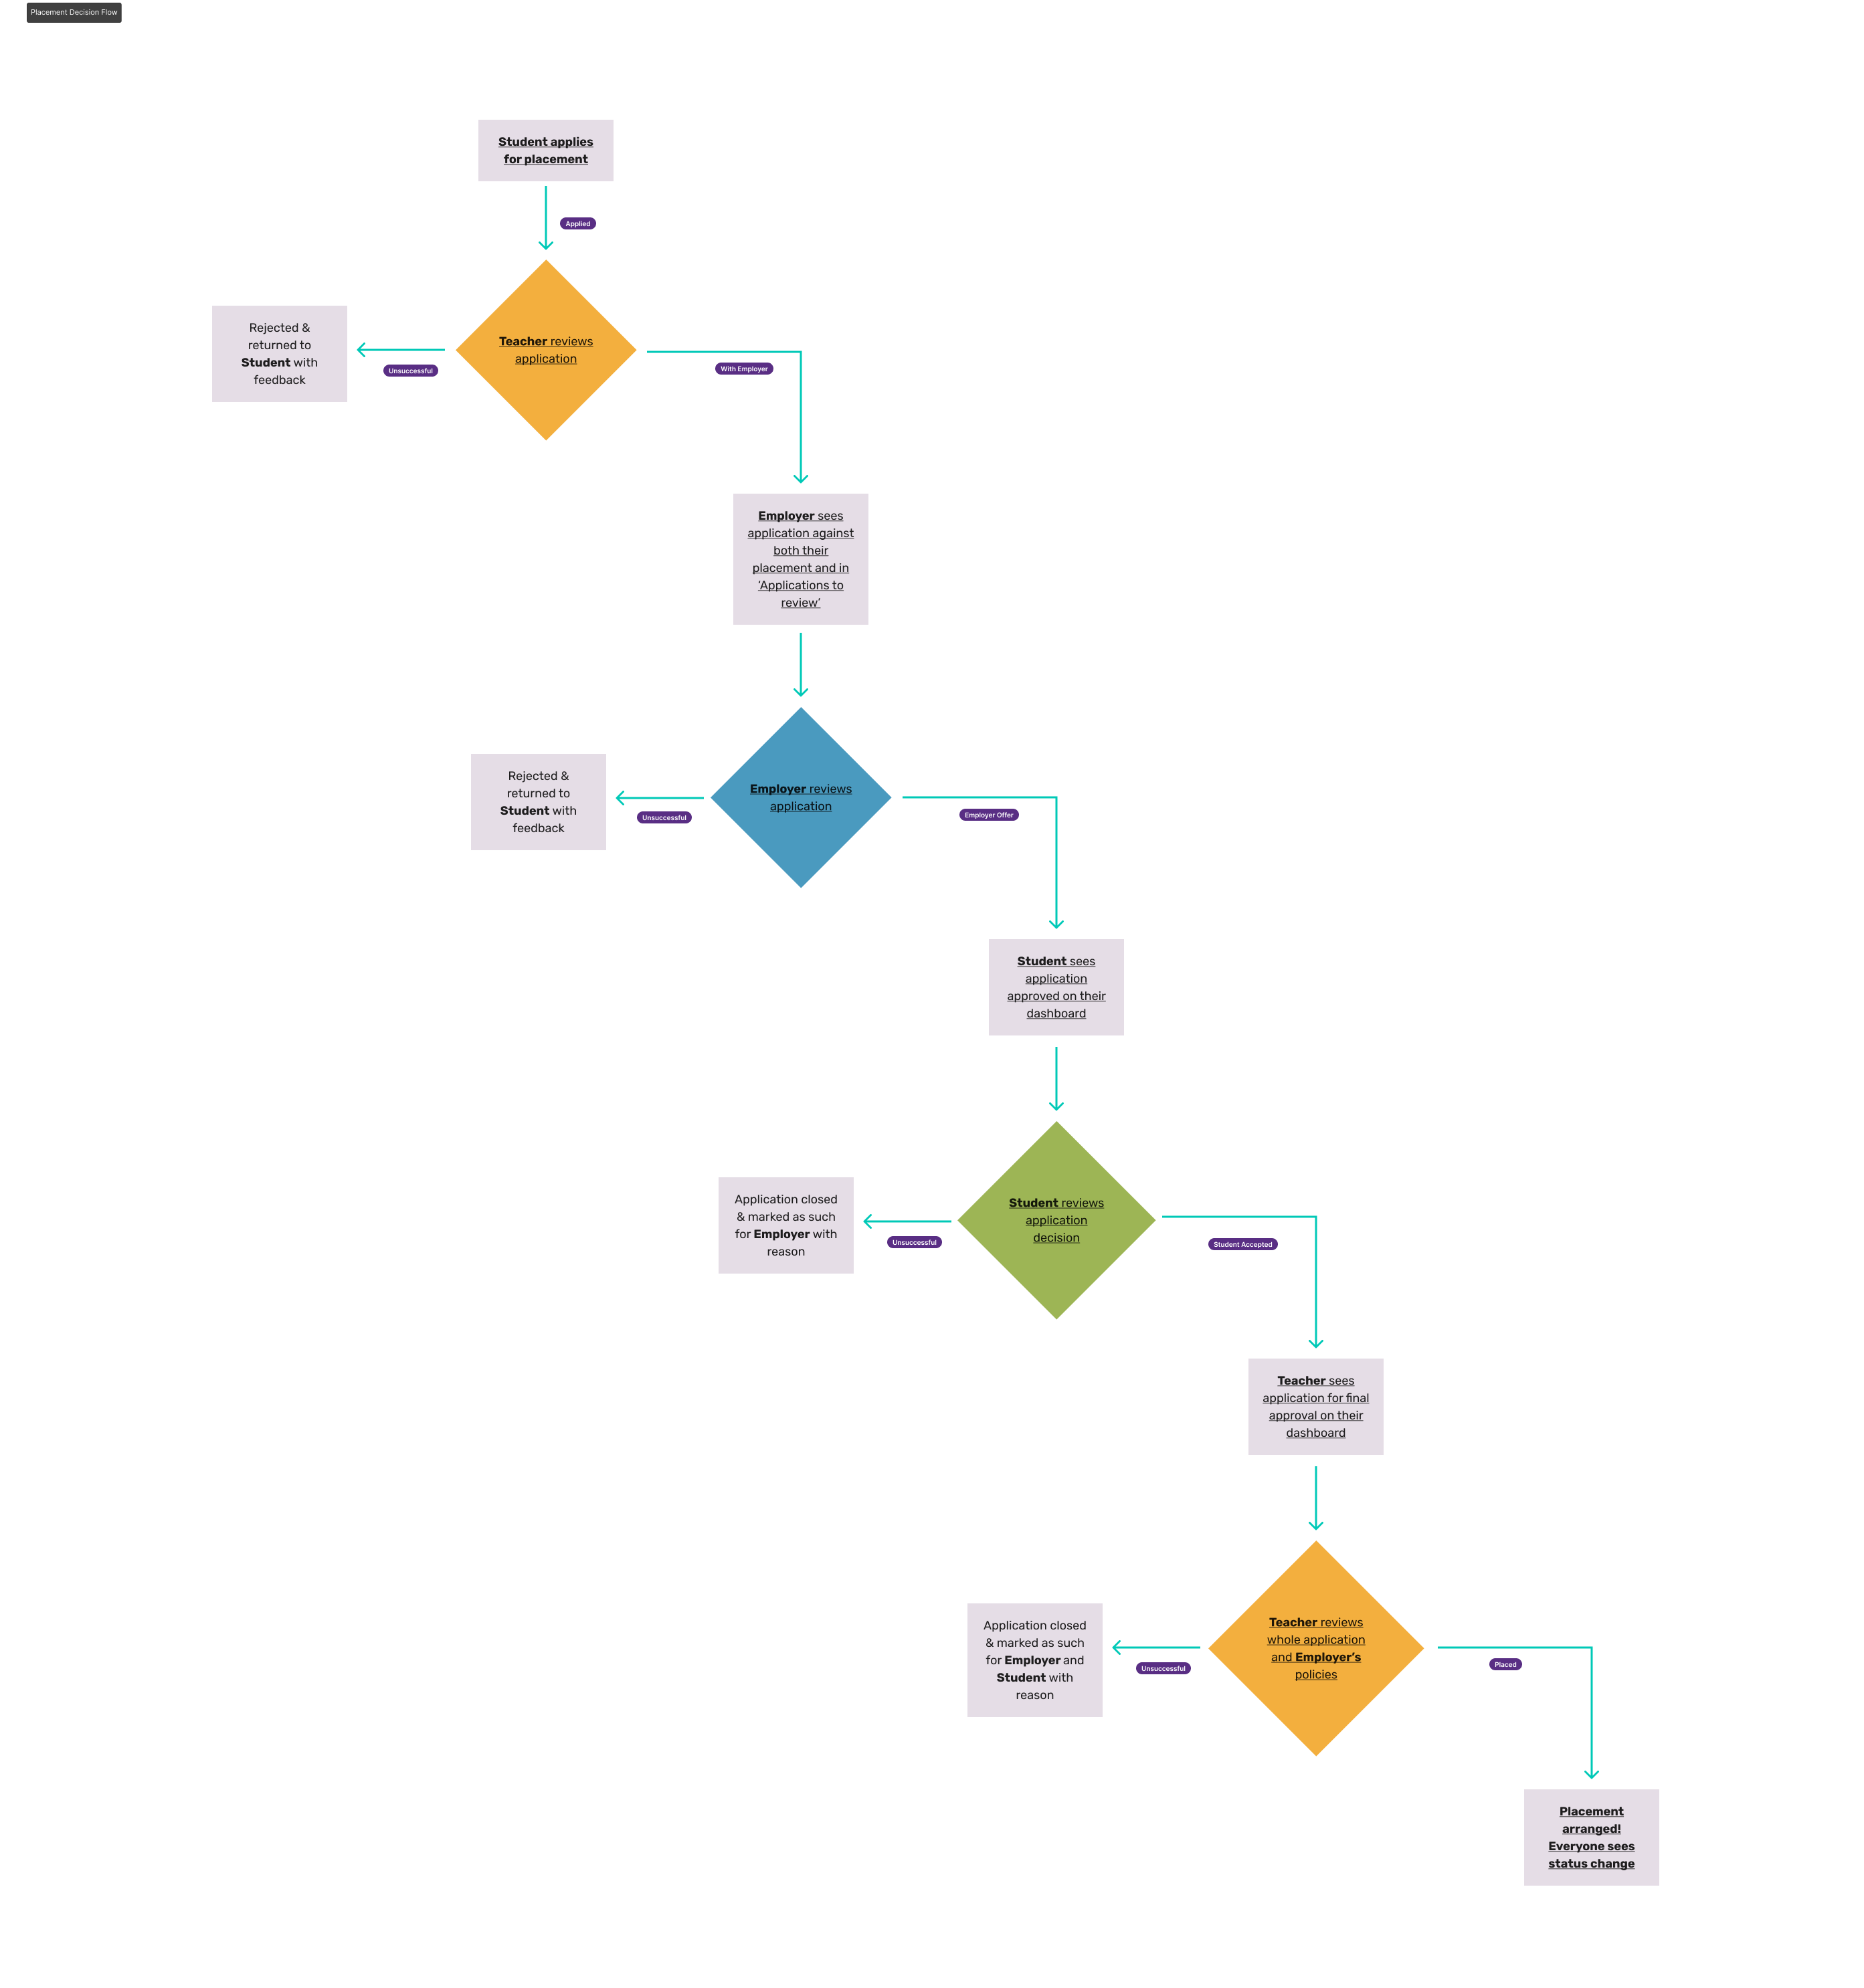 Placement Decision Flow
Student applies
for placement
Applied
Teacher reviews
application
Rejected &
returned to
Student with
feedback
Unsuccessful
With Employer
Employer sees
application against
both their
placement and in
‘Applications to
review’
Employer reviews
application
Rejected &
returned to
Student with
feedback
Unsuccessful
Employer Offer
Student sees
application
approved on their
dashboard
Student reviews
application
decision
Application closed
& marked as such
for Employer with
reason
Unsuccessful
Student Accepted
Teacher sees
application for final
approval on their
dashboard
Teacher reviews
whole application
and Employer’s
policies
Application closed
& marked as such
for Employer and
Student with
reason
Unsuccessful
Placed
Placement
arranged!
Everyone sees
status change